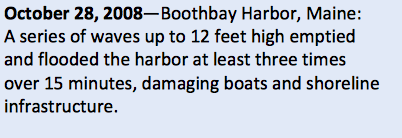 October 28, 2008—Boothbay Harbor, Maine:
A series of waves up to 12 feet high emptied
and flooded the harbor at least three times
over 15 minutes, damaging boats and shoreline
infrastructure.